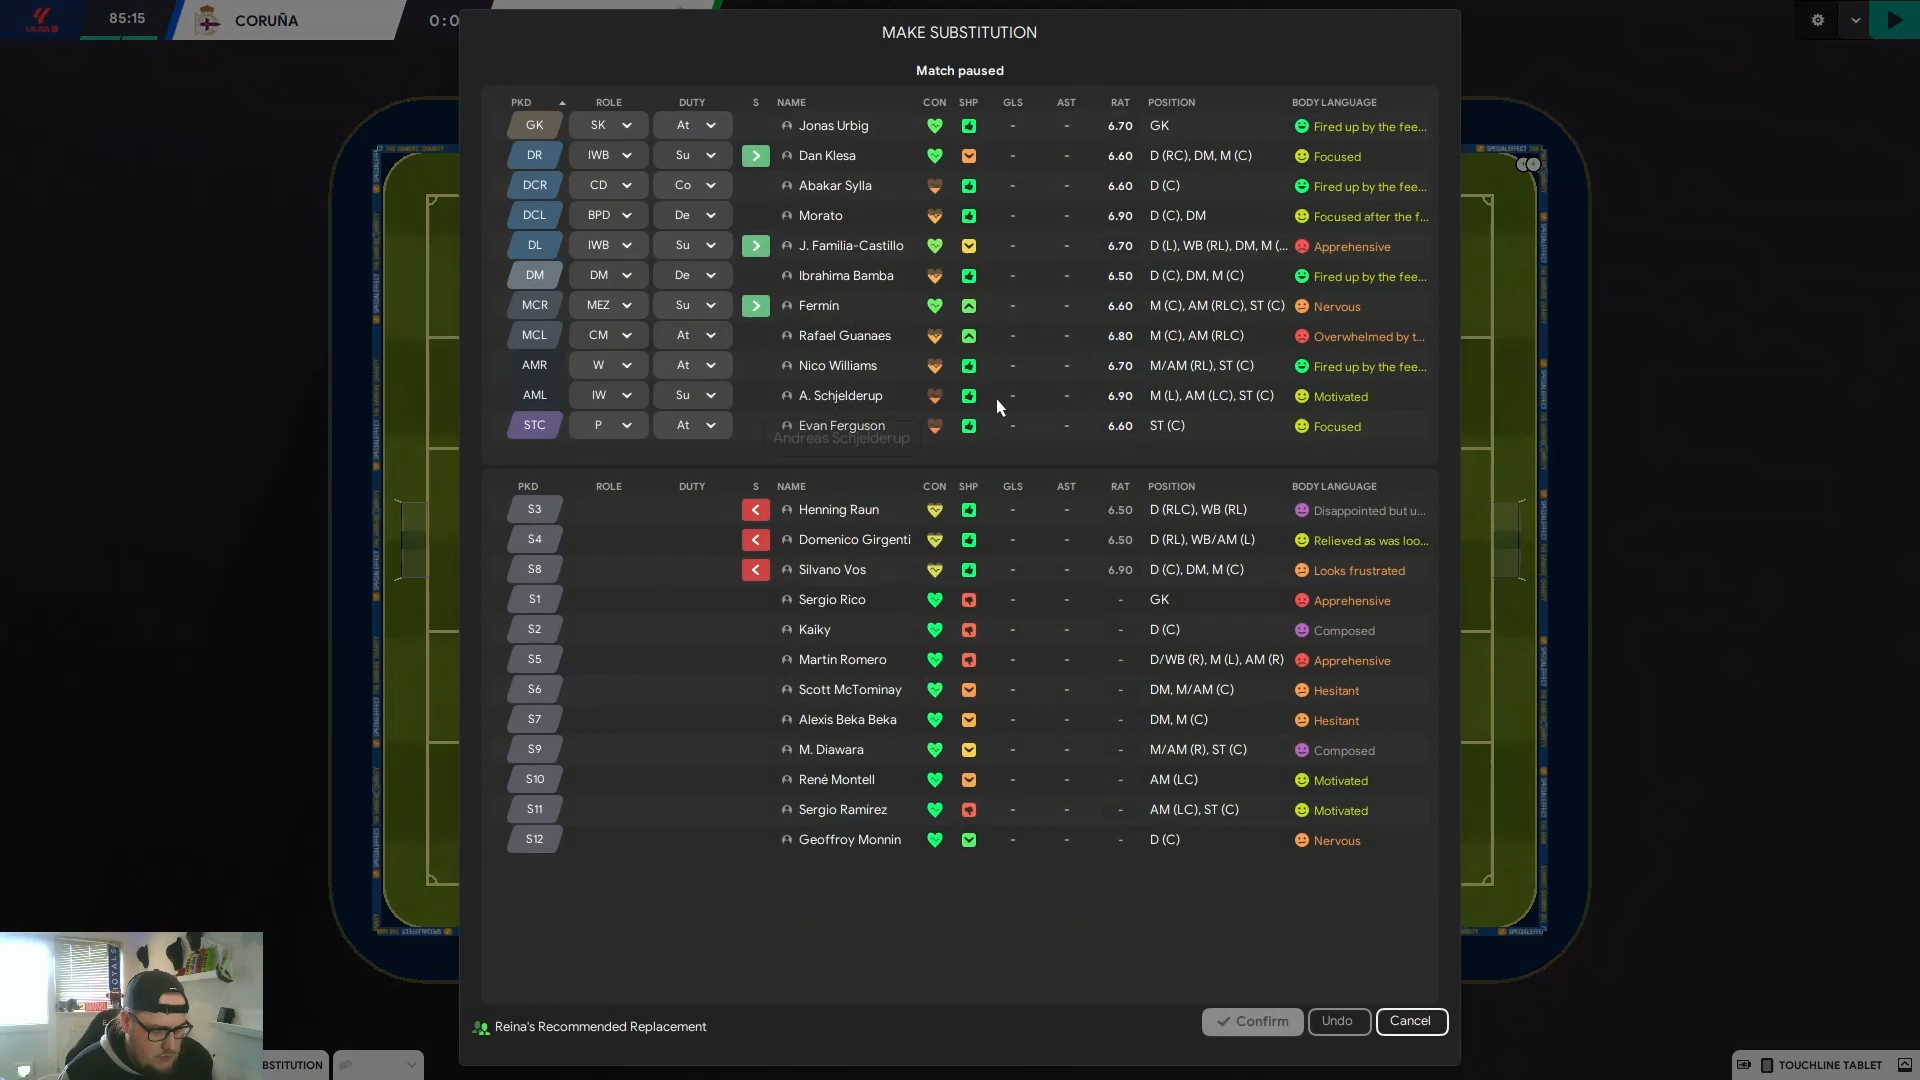 85:15
CORUÑA
0:0
MAKE SUBSTITUTION
Match paused
PKD ROLE DUTY S NAME CON SHP GLS AST RAT POSITION BODY LANGUAGE
GK SK At Jonas Urbig - - 6.70 GK Fired up by the fee...
DR IWB Su Dan Klesa - - 6.60 D (RC), DM, M (C) Focused
DCR CD Co Abakar Sylla - - 6.60 D (C) Fired up by the fee...
DCL BPD De Morato - - 6.90 D (C), DM Focused after the f...
DL IWB Su J. Familia-Castillo - - 6.70 D (L), WB (RL), DM, M (... Apprehensive
DM DM De Ibrahima Bamba - - 6.50 D (C), DM, M (C) Fired up by the fee...
MCR MEZ Su Fermín - - 6.60 M (C), AM (RLC), ST (C) Nervous
MCL CM At Rafael Guanaes - - 6.80 M (C), AM (RLC) Overwhelmed by t...
AMR W At Nico Williams - - 6.70 M/AM (RL), ST (C) Fired up by the fee...
AML IW Su A. Schjelderup - - 6.90 M (L), AM (LC), ST (C) Motivated
STC P At Evan Ferguson - - 6.60 ST (C) Focused
Andreas Schjelderup
PKD ROLE DUTY S NAME CON SHP GLS AST RAT POSITION BODY LANGUAGE
S3 Henning Raun - - 6.50 D (RLC), WB (RL) Disappointed but u...
S4 Domenico Girgenti - - 6.50 D (RL), WB/AM (L) Relieved as was loo...
S8 Silvano Vos - - 6.90 D (C), DM, M (C) Looks frustrated
S1 Sergio Rico - - - GK Apprehensive
S2 Kaiky - - - D (C) Composed
S5 Martín Romero - - - D/WB (R), M (L), AM (R) Apprehensive
S6 Scott McTominay - - - DM, M/AM (C) Hesitant
S7 Alexis Beka Beka - - - DM, M (C) Hesitant
S9 M. Diawara - - - M/AM (R), ST (C) Composed
S10 René Montell - - - AM (LC) Motivated
S11 Sergio Ramírez - - - AM (LC), ST (C) Motivated
S12 Geoffroy Monnin - - - D (C) Nervous
Reina's Recommended Replacement
Confirm Undo Cancel
BSTITUTION
TOUCHLINE TABLET
ROYALS